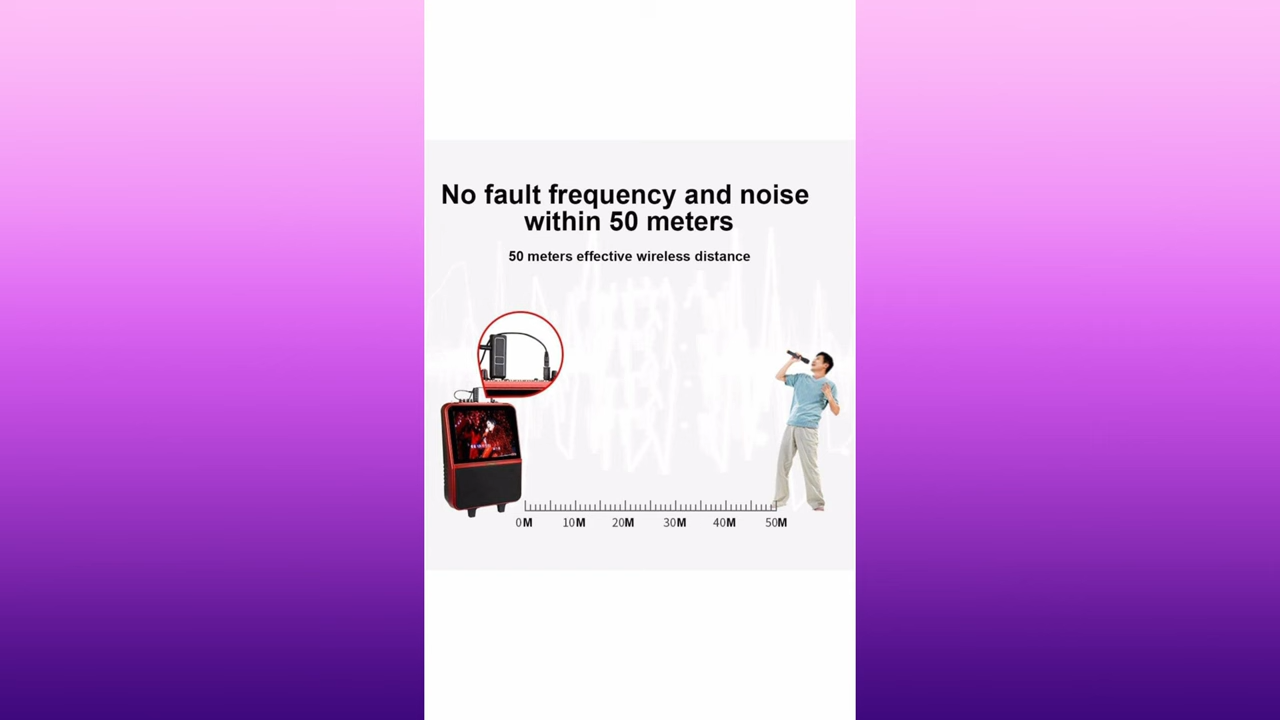 No fault frequency and noise
within 50 meters
50 meters effective wireless distance
0M 10M 20M 30M 40M 50M